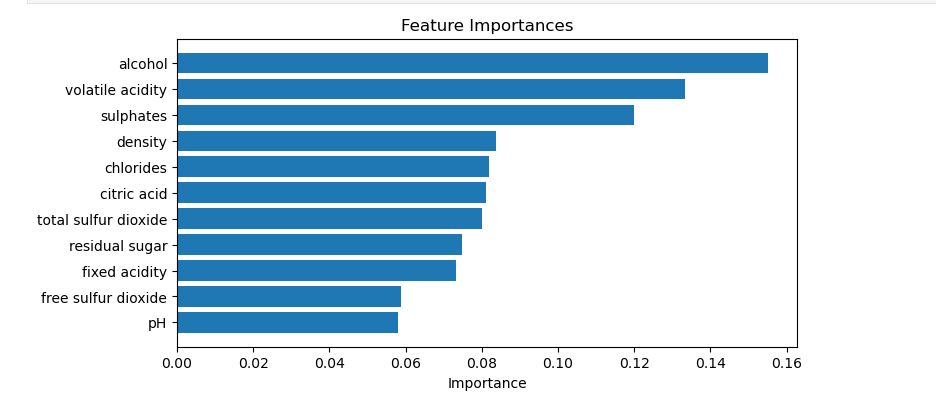 Feature Importances
alcohol
volatile acidity
sulphates
density
chlorides
citric acid
total sulfur dioxide
residual sugar
fixed acidity
free sulfur dioxide
pH
0.00 0.02 0.04 0.06 0.08 0.10 0.12 0.14 0.16
Importance